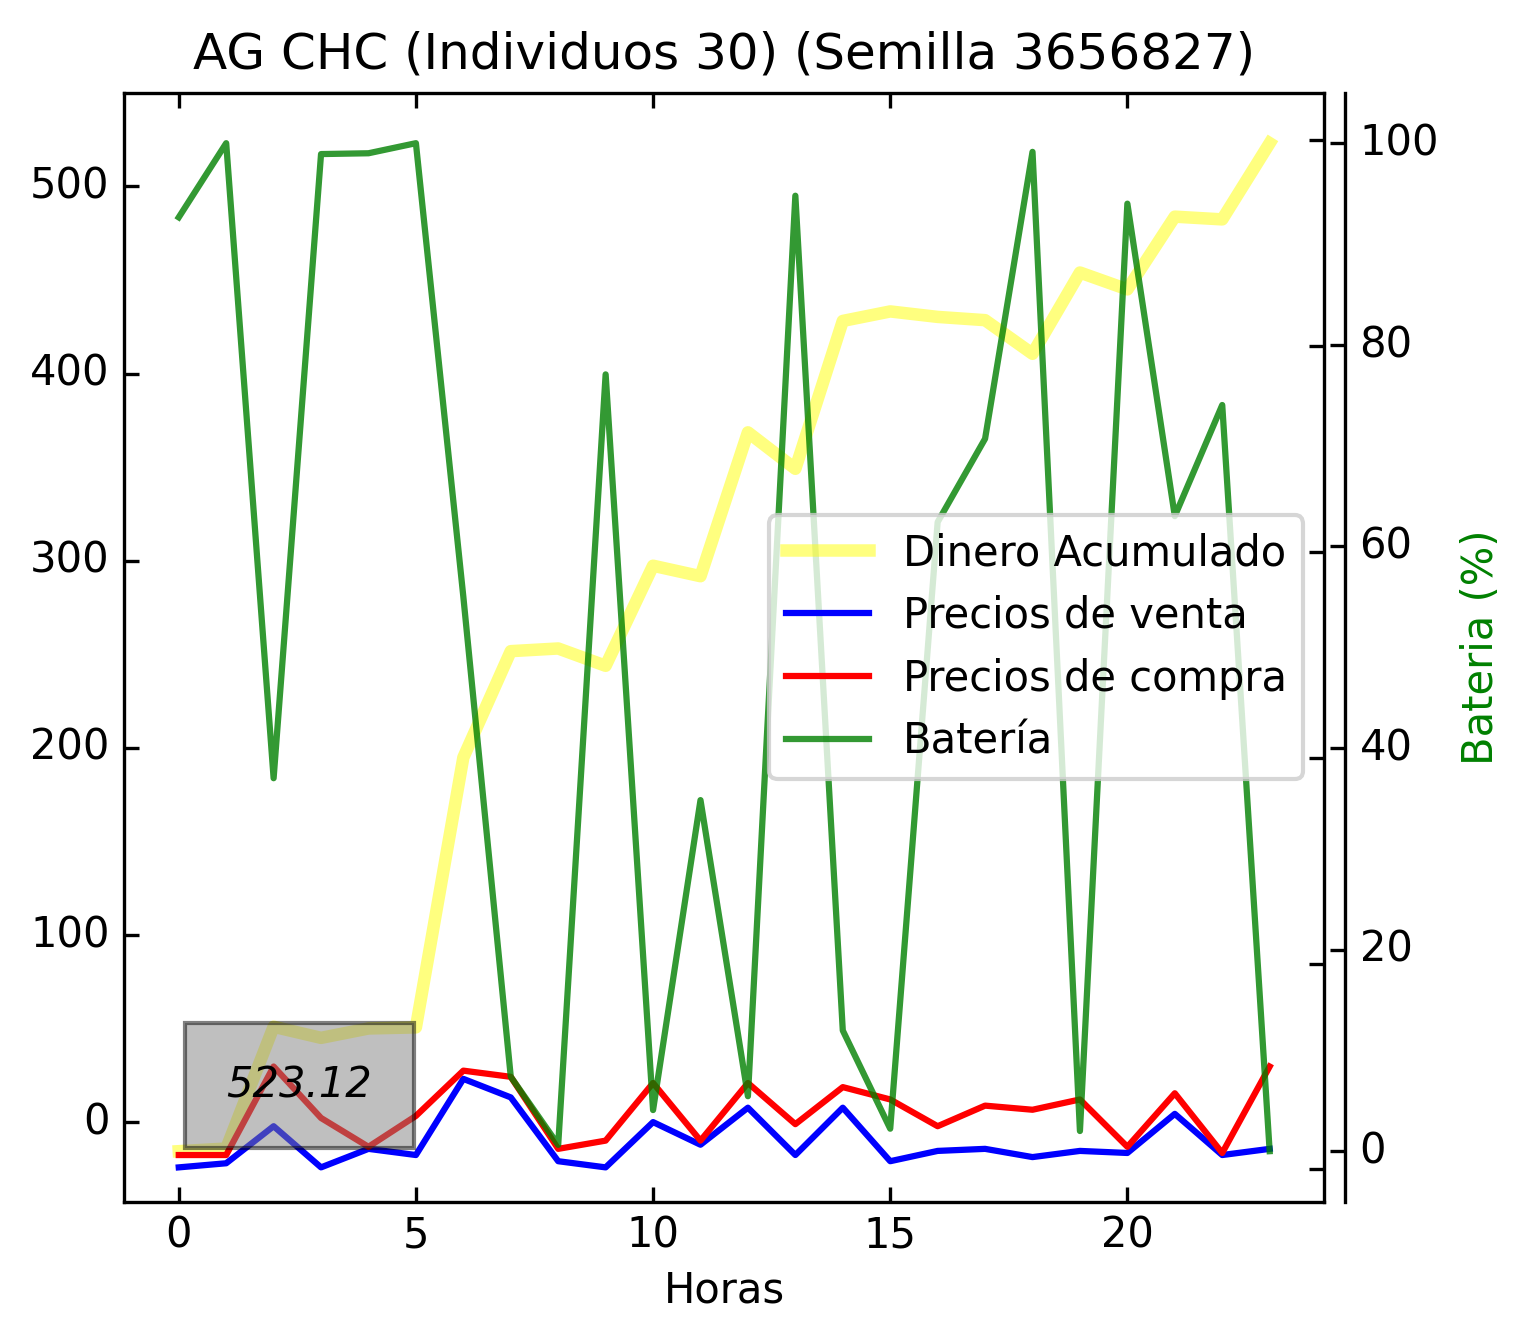 AG CHC (Individuos 30) (Semilla 3656827)
500
400
300
200
100
0
100
80
60
40
20
0
Bateria (%)
Dinero Acumulado
Precios de venta
Precios de compra
Batería
523.12
0 5 10 15 20
Horas